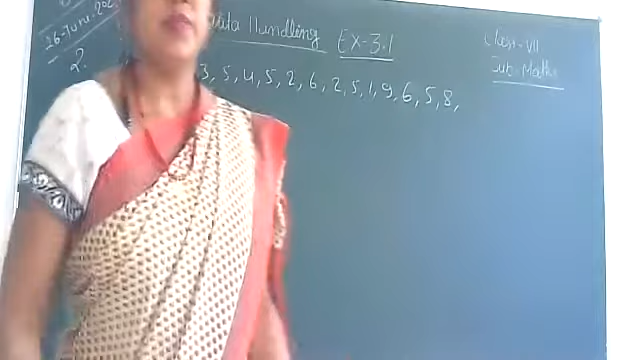 Data Handling EX-3.1 Class-VII
26-June-202 Sub-Maths
2. 3, 5, 4, 5, 2, 6, 2, 5, 1, 9, 6, 5, 8,